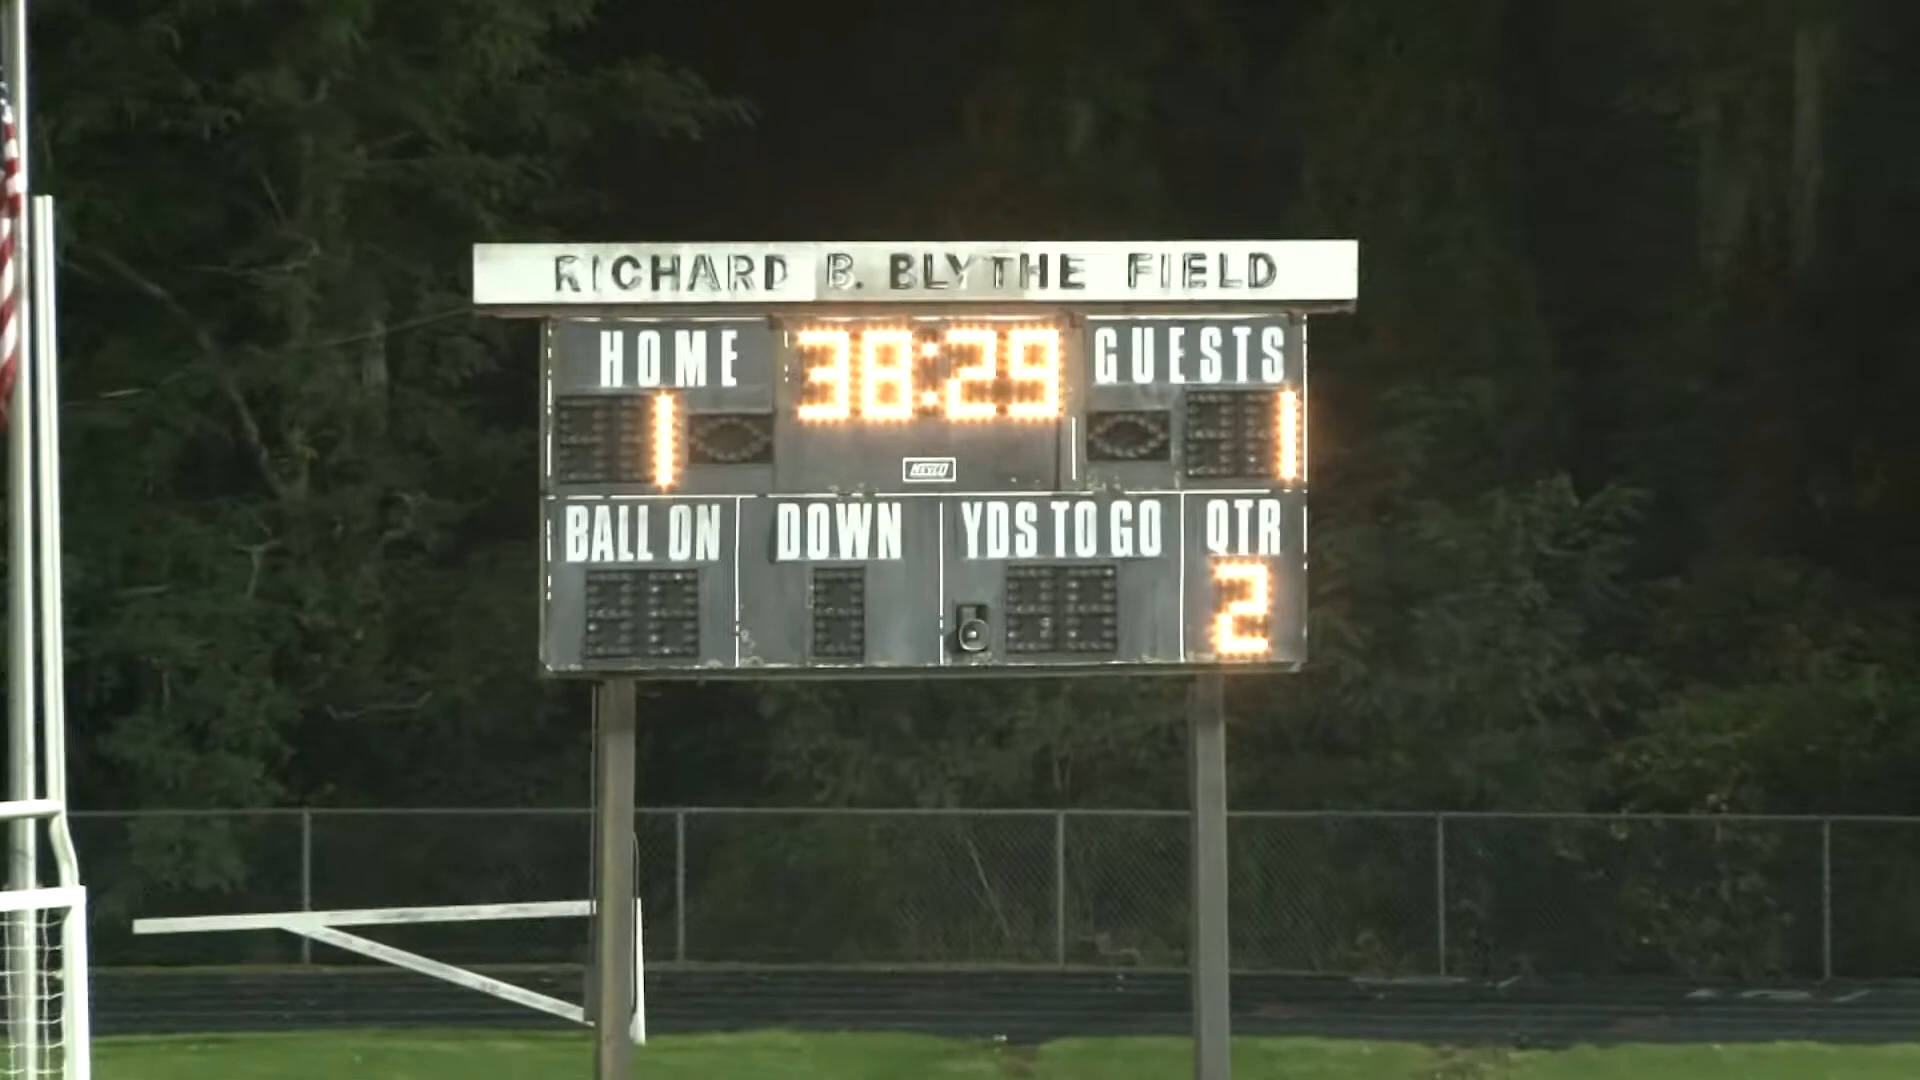 RICHARD B. BLYTHE FIELD
HOME 38:29 GUESTS
1 1
BALL ON DOWN YDS TO GO QTR
2